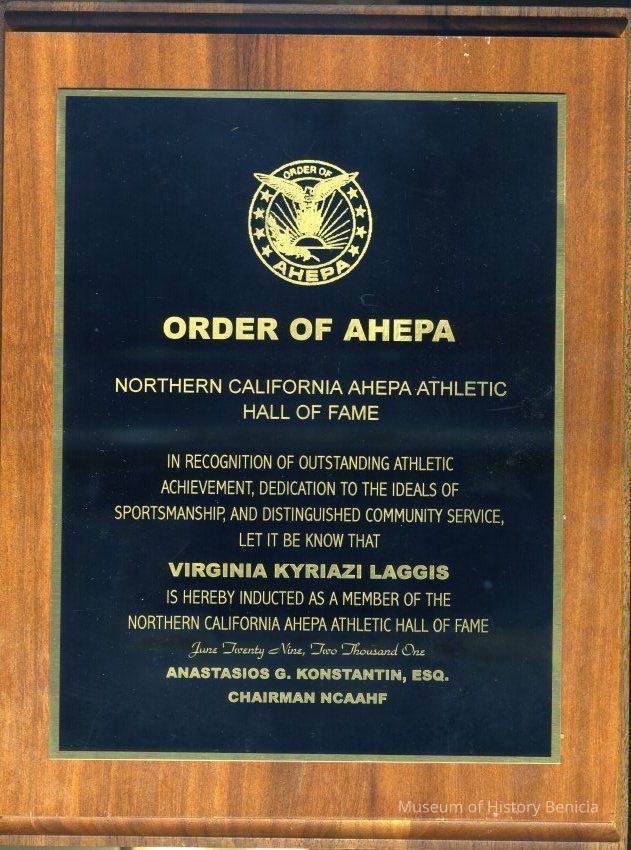 ORDER OF
AHEPA
ORDER OF AHEPA
NORTHERN CALIFORNIA AHEPA ATHLETIC
HALL OF FAME
IN RECOGNITION OF OUTSTANDING ATHLETIC
ACHIEVEMENT, DEDICATION TO THE IDEALS OF
SPORTSMANSHIP, AND DISTINGUISHED COMMUNITY SERVICE,
LET IT BE KNOW THAT
VIRGINIA KYRIAZI LAGGIS
IS HEREBY INDUCTED AS A MEMBER OF THE
NORTHERN CALIFORNIA AHEPA ATHLETIC HALL OF FAME
June Twenty Nine, Two Thousand One
ANASTASIOS G. KONSTANTIN, ESQ.
CHAIRMAN NCAAHF
Museum of History Benicia